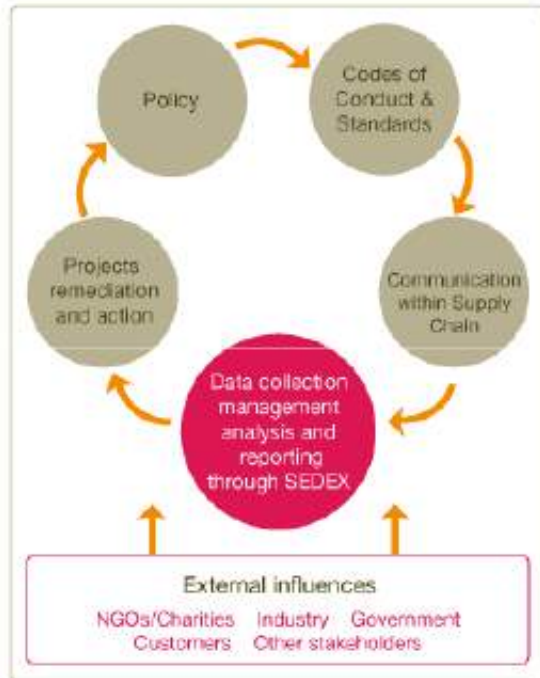 Policy
Codes of
Conduct &
Standards
Communication
within Supply
Chain
Data collection
management
analysis and
reporting
through SEDEX
Projects
remediation
and action
External influences
NGOs/Charities Industry Government
Customers Other stakeholders